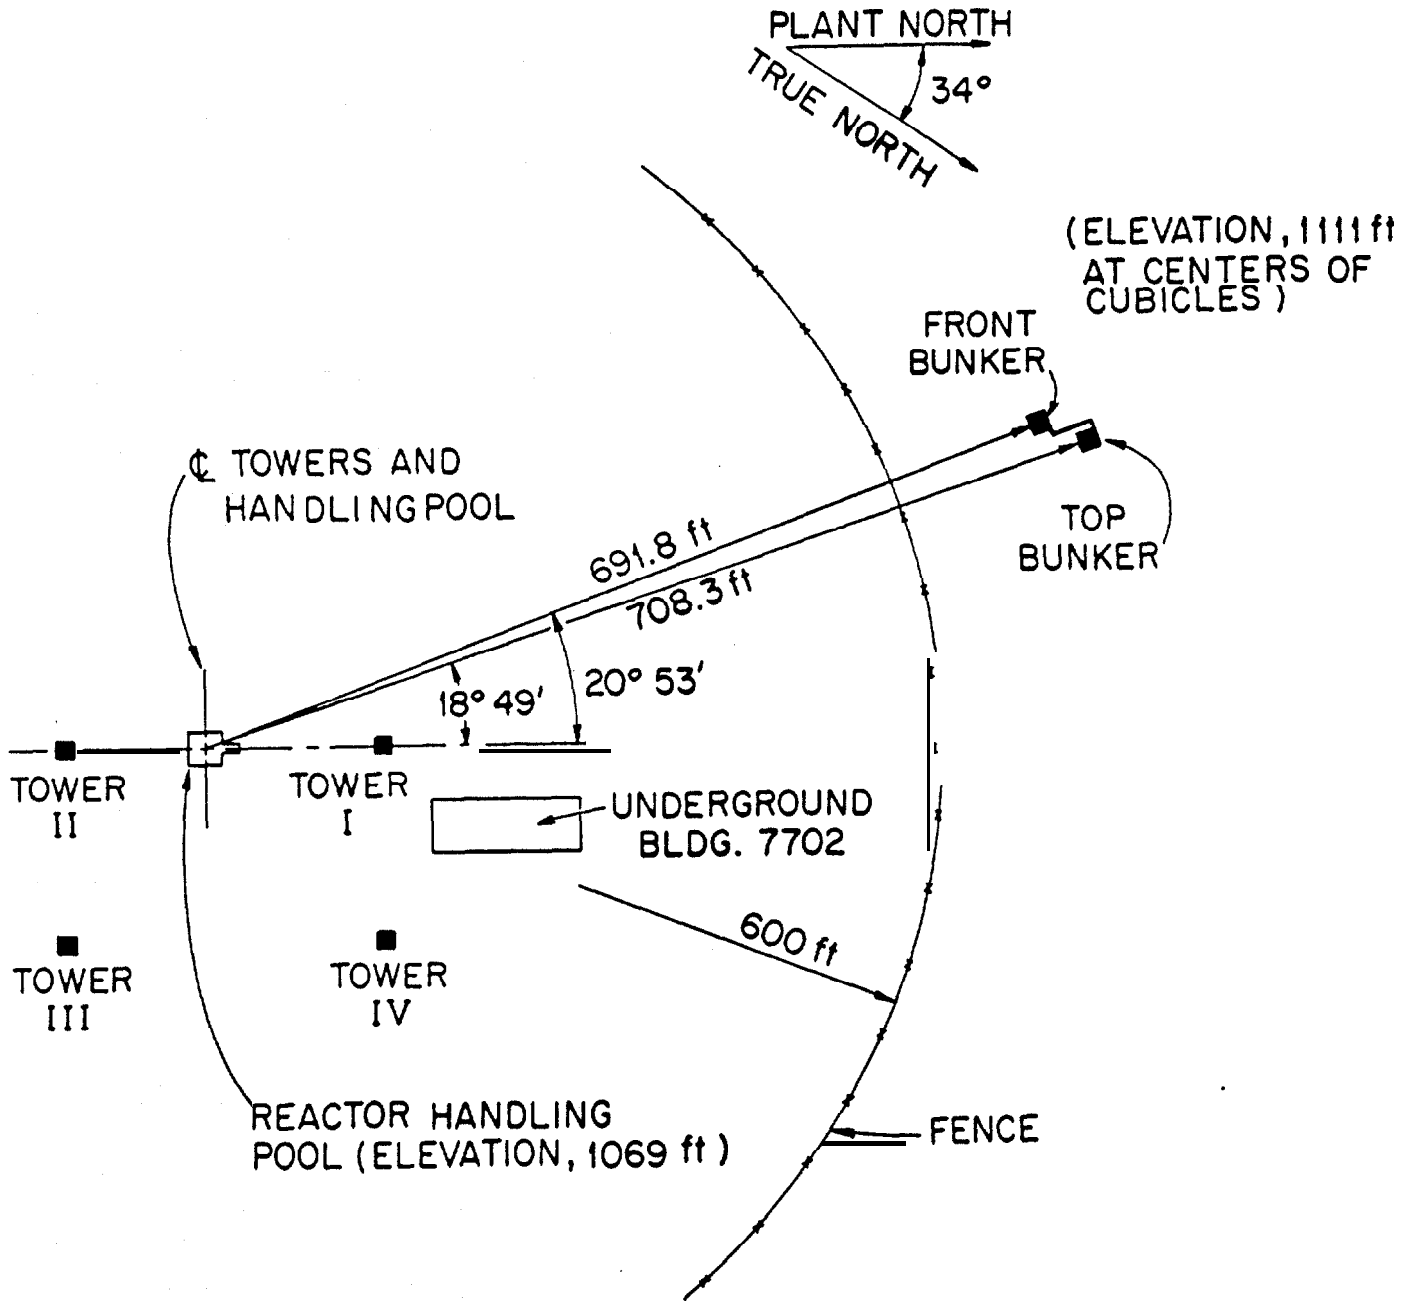 PLANT NORTH
TRUE NORTH
34°
(ELEVATION, 1111 ft
AT CENTERS OF
CUBICLES)
FRONT
BUNKER
℄ TOWERS AND
HANDLING POOL
TOP
BUNKER
691.8 ft
708.3 ft
20° 53'
18° 49'
TOWER
II
TOWER
I
UNDERGROUND
BLDG. 7702
600 ft
TOWER
III
TOWER
IV
REACTOR HANDLING
POOL (ELEVATION, 1069 ft)
FENCE